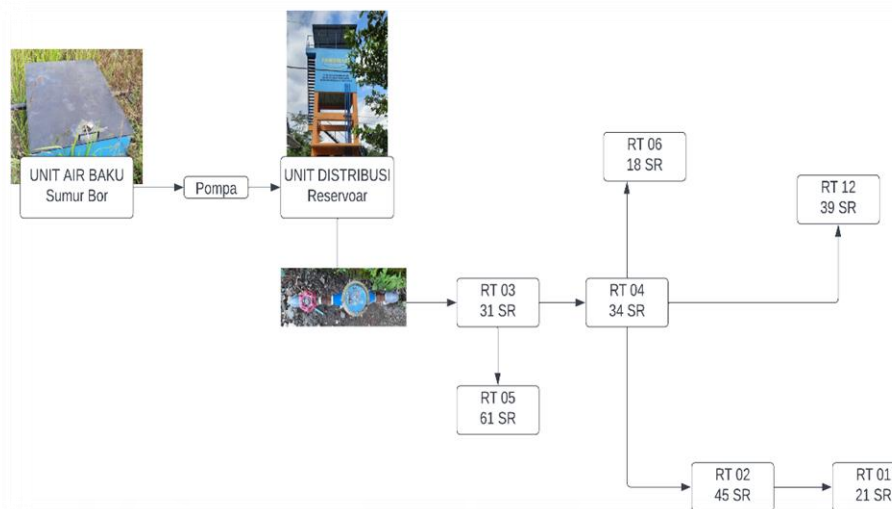 UNIT AIR BAKU
Sumur Bor
Pompa
UNIT DISTRIBUSI
Reservoar
RT 03
31 SR
RT 04
34 SR
RT 05
61 SR
RT 06
18 SR
RT 12
39 SR
RT 02
45 SR
RT 01
21 SR